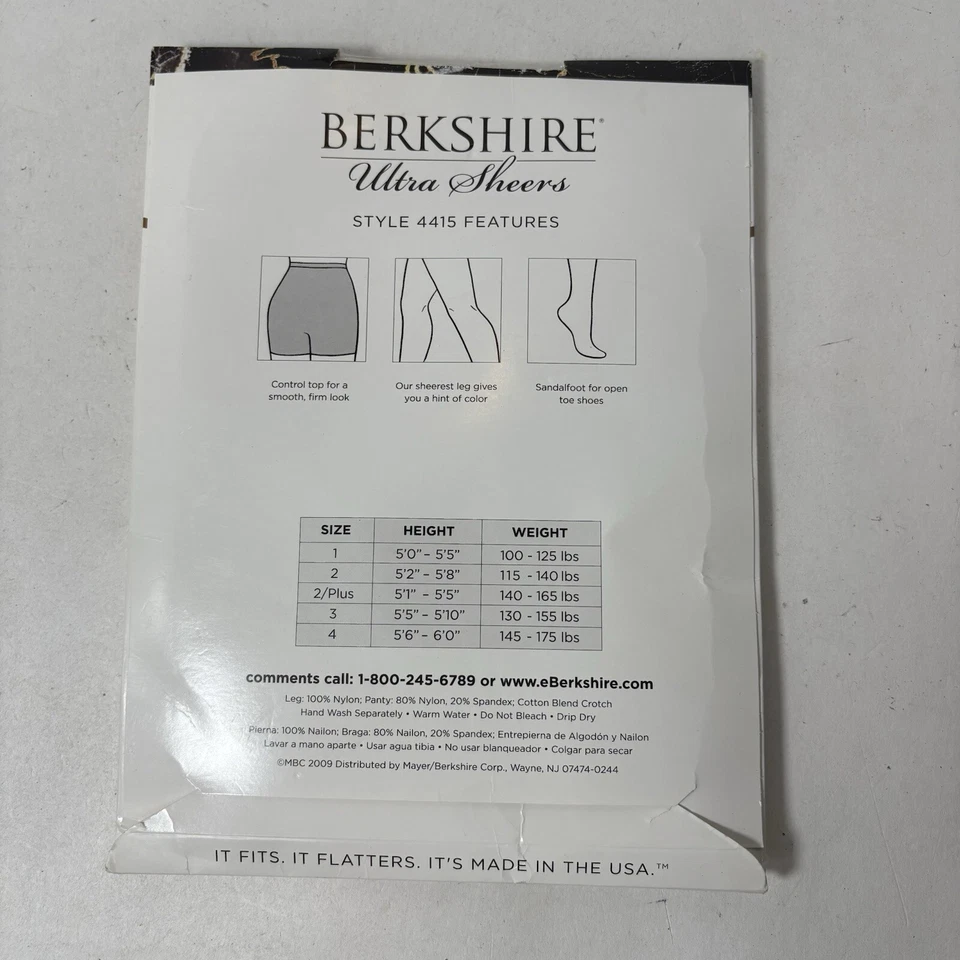 BERKSHIRE®
Ultra Sheers
STYLE 4415 FEATURES
Control top for a
smooth, firm look
Our sheerest leg gives
you a hint of color
Sandalfoot for open
toe shoes
SIZE HEIGHT WEIGHT
1 5'0" – 5'5" 100 - 125 lbs
2 5'2" – 5'8" 115 - 140 lbs
2/Plus 5'1" – 5'5" 140 - 165 lbs
3 5'5" – 5'10" 130 - 155 lbs
4 5'6" – 6'0" 145 - 175 lbs
comments call: 1-800-245-6789 or www.eBerkshire.com
Leg: 100% Nylon; Panty: 80% Nylon, 20% Spandex; Cotton Blend Crotch
Hand Wash Separately • Warm Water • Do Not Bleach • Drip Dry
Pierna: 100% Nailon; Braga: 80% Nailon, 20% Spandex; Entrepierna de Algodón y Nailon
Lavar a mano aparte • Usar agua tibia • No usar blanqueador • Colgar para secar
©MBC 2009 Distributed by Mayer/Berkshire Corp., Wayne, NJ 07474-0244
IT FITS. IT FLATTERS. IT'S MADE IN THE USA.™